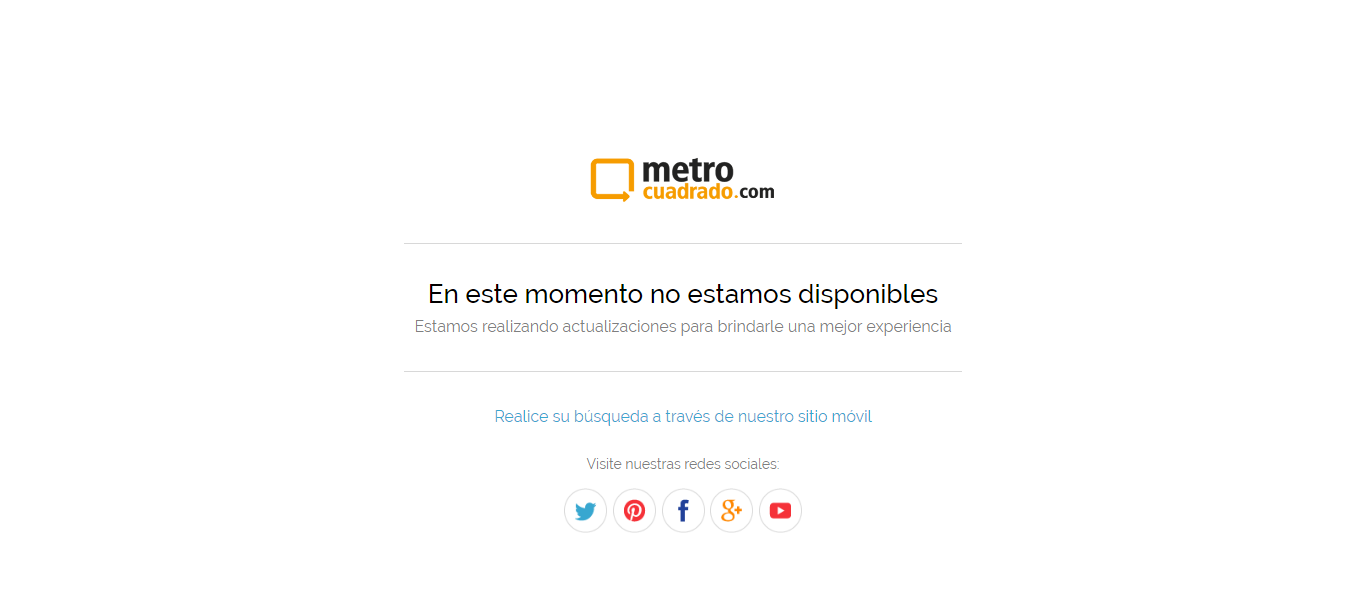 metro
cuadrado.com
En este momento no estamos disponibles
Estamos realizando actualizaciones para brindarle una mejor experiencia
Realice su búsqueda a través de nuestro sitio móvil
Visite nuestras redes sociales: